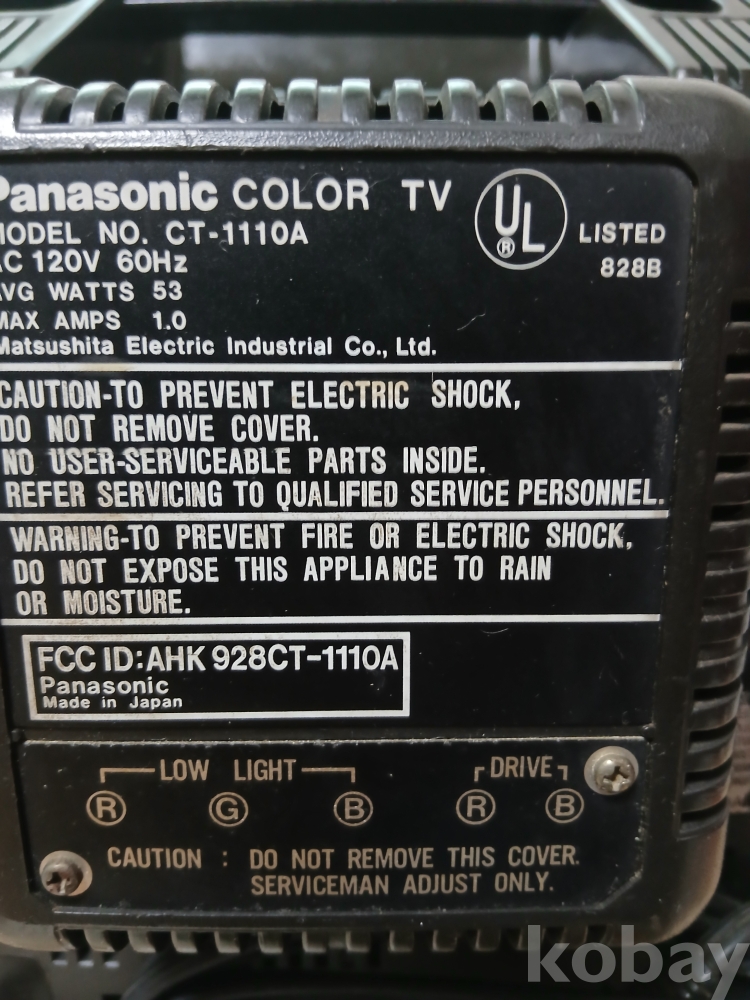 Panasonic COLOR TV
MODEL NO. CT-1110A
AC 120V 60Hz
AVG WATTS 53
MAX AMPS 1.0
Matsushita Electric Industrial Co., Ltd.
UL
®
LISTED
828B
CAUTION-TO PREVENT ELECTRIC SHOCK,
DO NOT REMOVE COVER.
NO USER-SERVICEABLE PARTS INSIDE.
REFER SERVICING TO QUALIFIED SERVICE PERSONNEL.
WARNING-TO PREVENT FIRE OR ELECTRIC SHOCK,
DO NOT EXPOSE THIS APPLIANCE TO RAIN
OR MOISTURE.
FCC ID:AHK 928CT-1110A
Panasonic
Made in Japan
LOW LIGHT DRIVE
R G B R B
CAUTION : DO NOT REMOVE THIS COVER.
SERVICEMAN ADJUST ONLY.
kobay